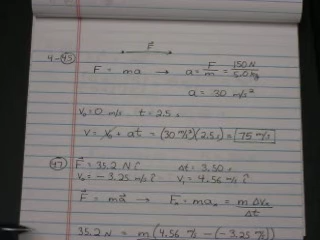 F
4-45
F = ma → a = F/m = 150 N/5.0 kg
a = 30 m/s²
V₀ = 0 m/s t = 2.5 s
V = V₀ + at = (30 m/s²)(2.5 s) = 75 m/s
47 F⃗ = 35.2 N î Δt = 3.50 s
V₀ = -3.25 m/s î V₁ = 4.56 m/s î
F⃗ = ma⃗ → Fₓ = maₓ = m ΔVₓ/Δt
35.2 N = m(4.56 m/s - (-3.25 m/s))